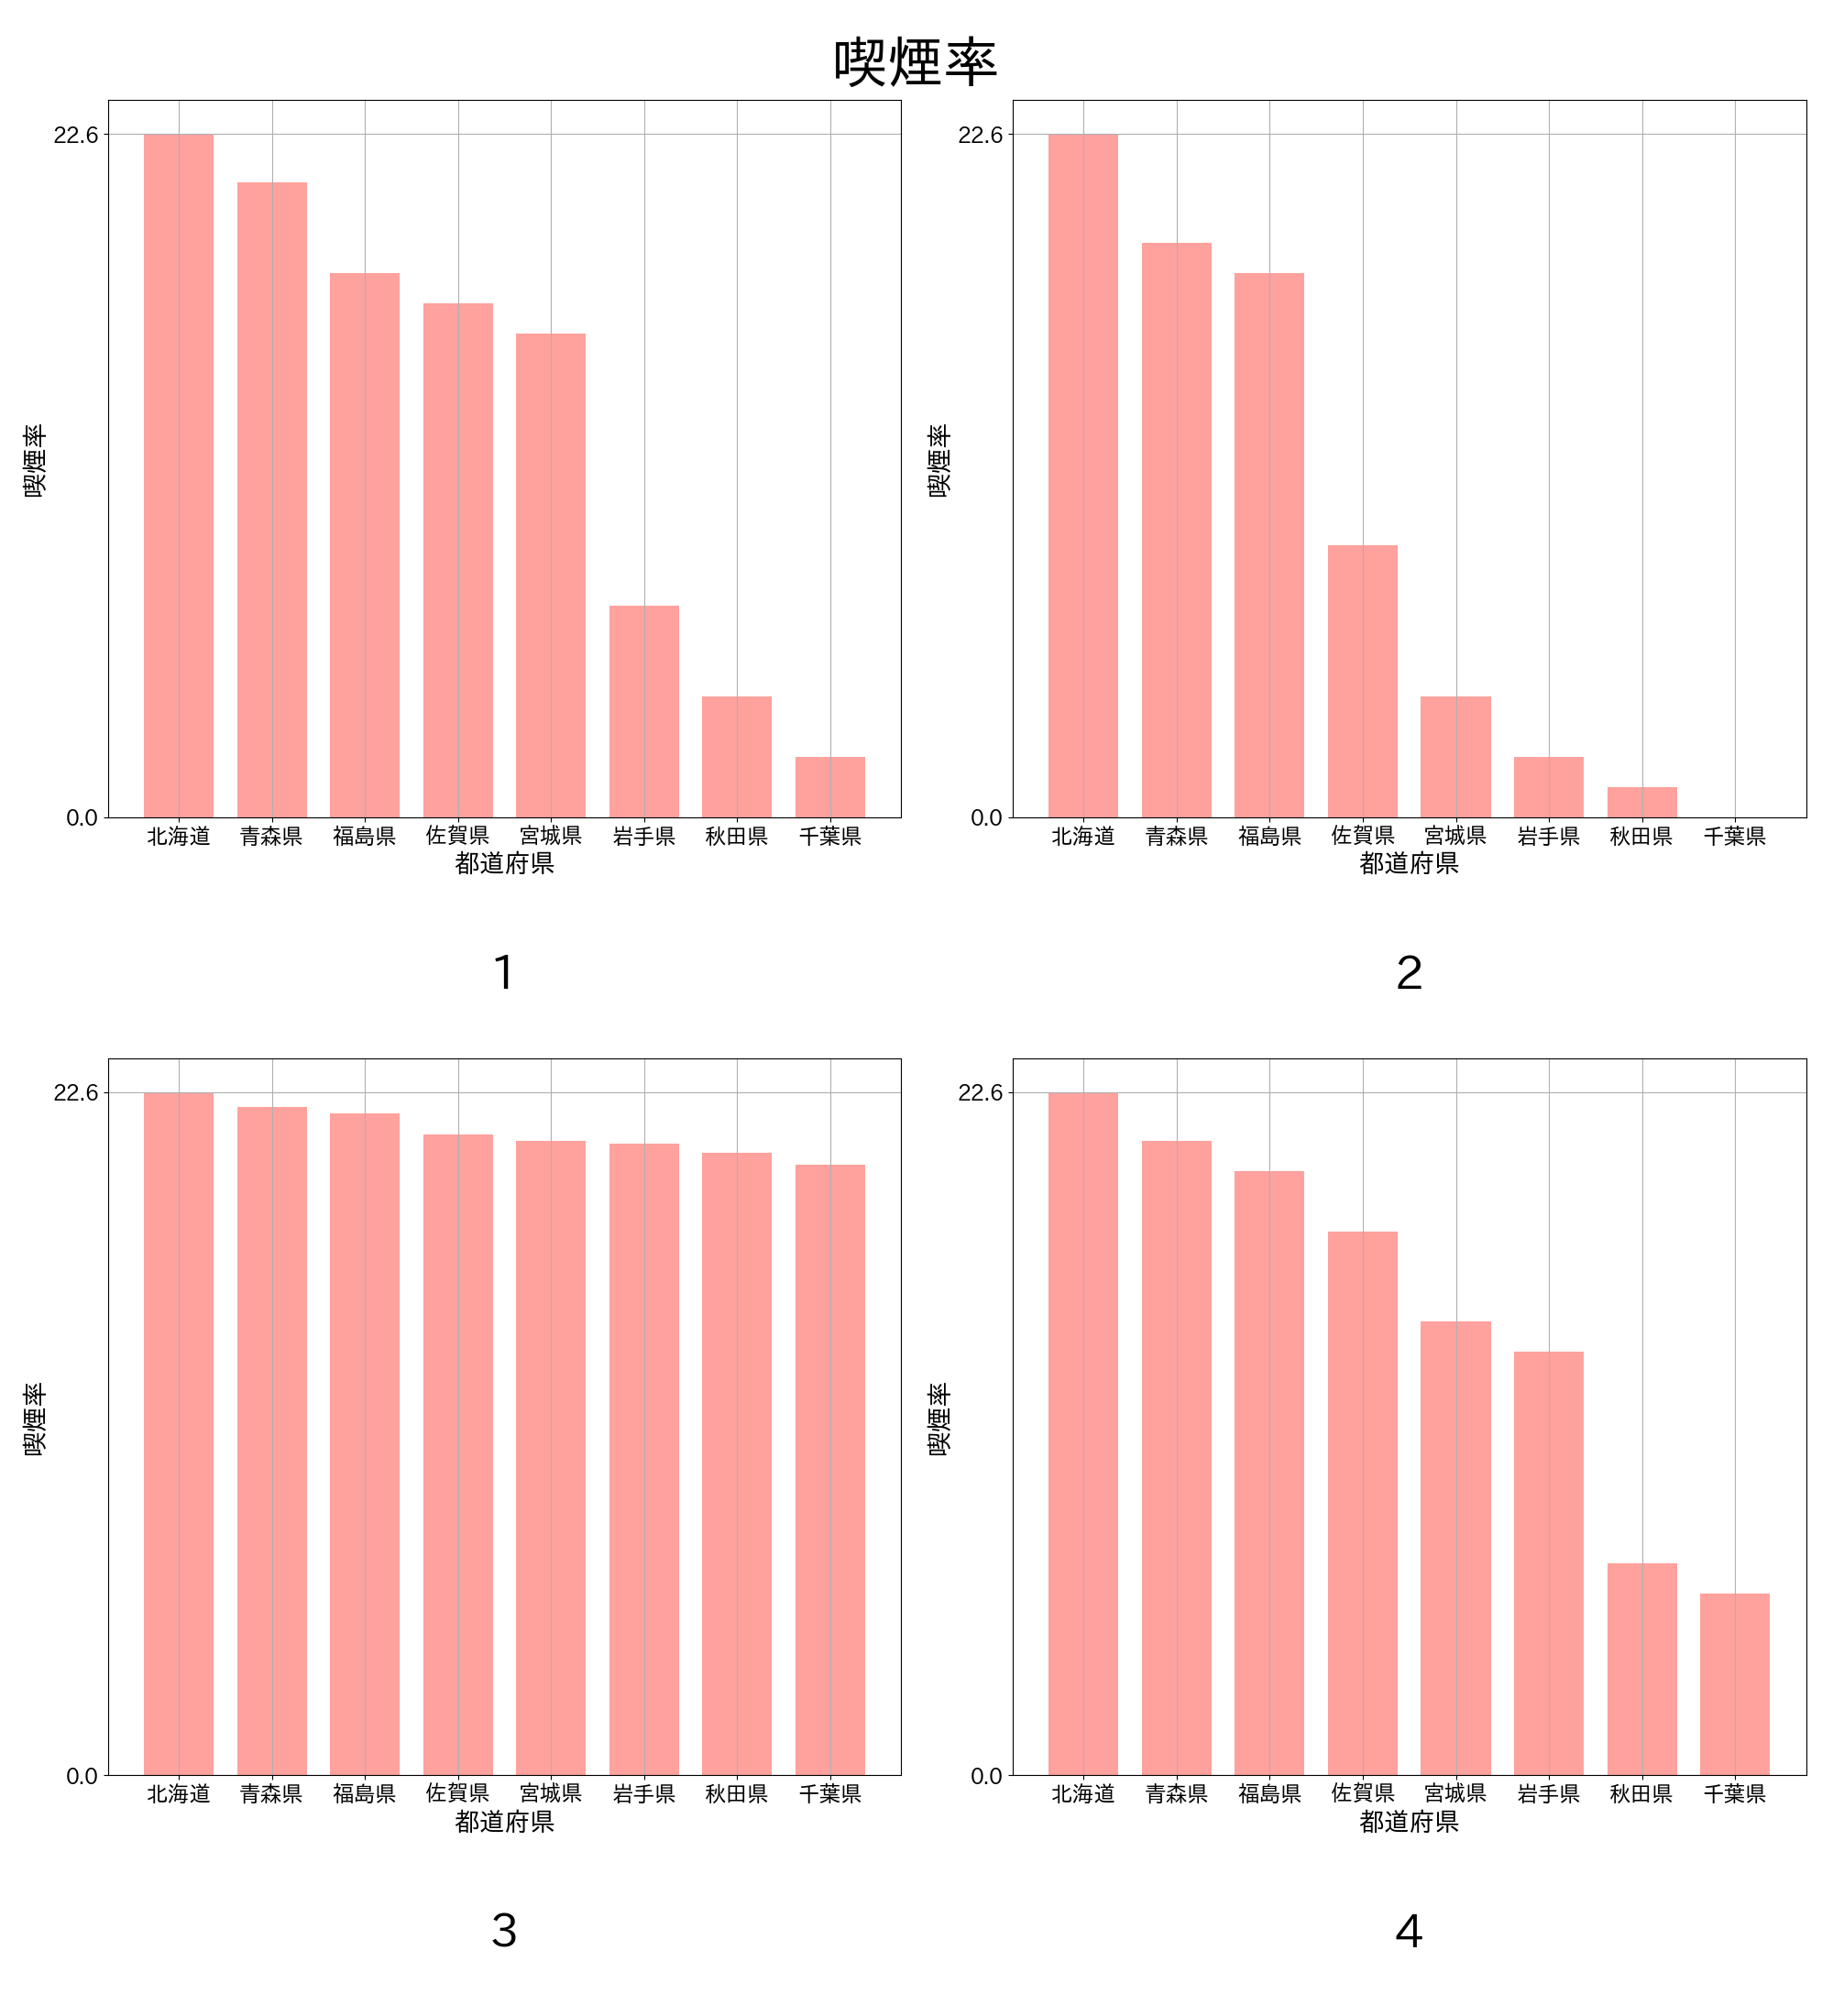 喫煙率
22.6
0.0
喫煙率
北海道 青森県 福島県 佐賀県 宮城県 岩手県 秋田県 千葉県
都道府県
1
22.6
0.0
喫煙率
北海道 青森県 福島県 佐賀県 宮城県 岩手県 秋田県 千葉県
都道府県
2
22.6
0.0
喫煙率
北海道 青森県 福島県 佐賀県 宮城県 岩手県 秋田県 千葉県
都道府県
3
22.6
0.0
喫煙率
北海道 青森県 福島県 佐賀県 宮城県 岩手県 秋田県 千葉県
都道府県
4